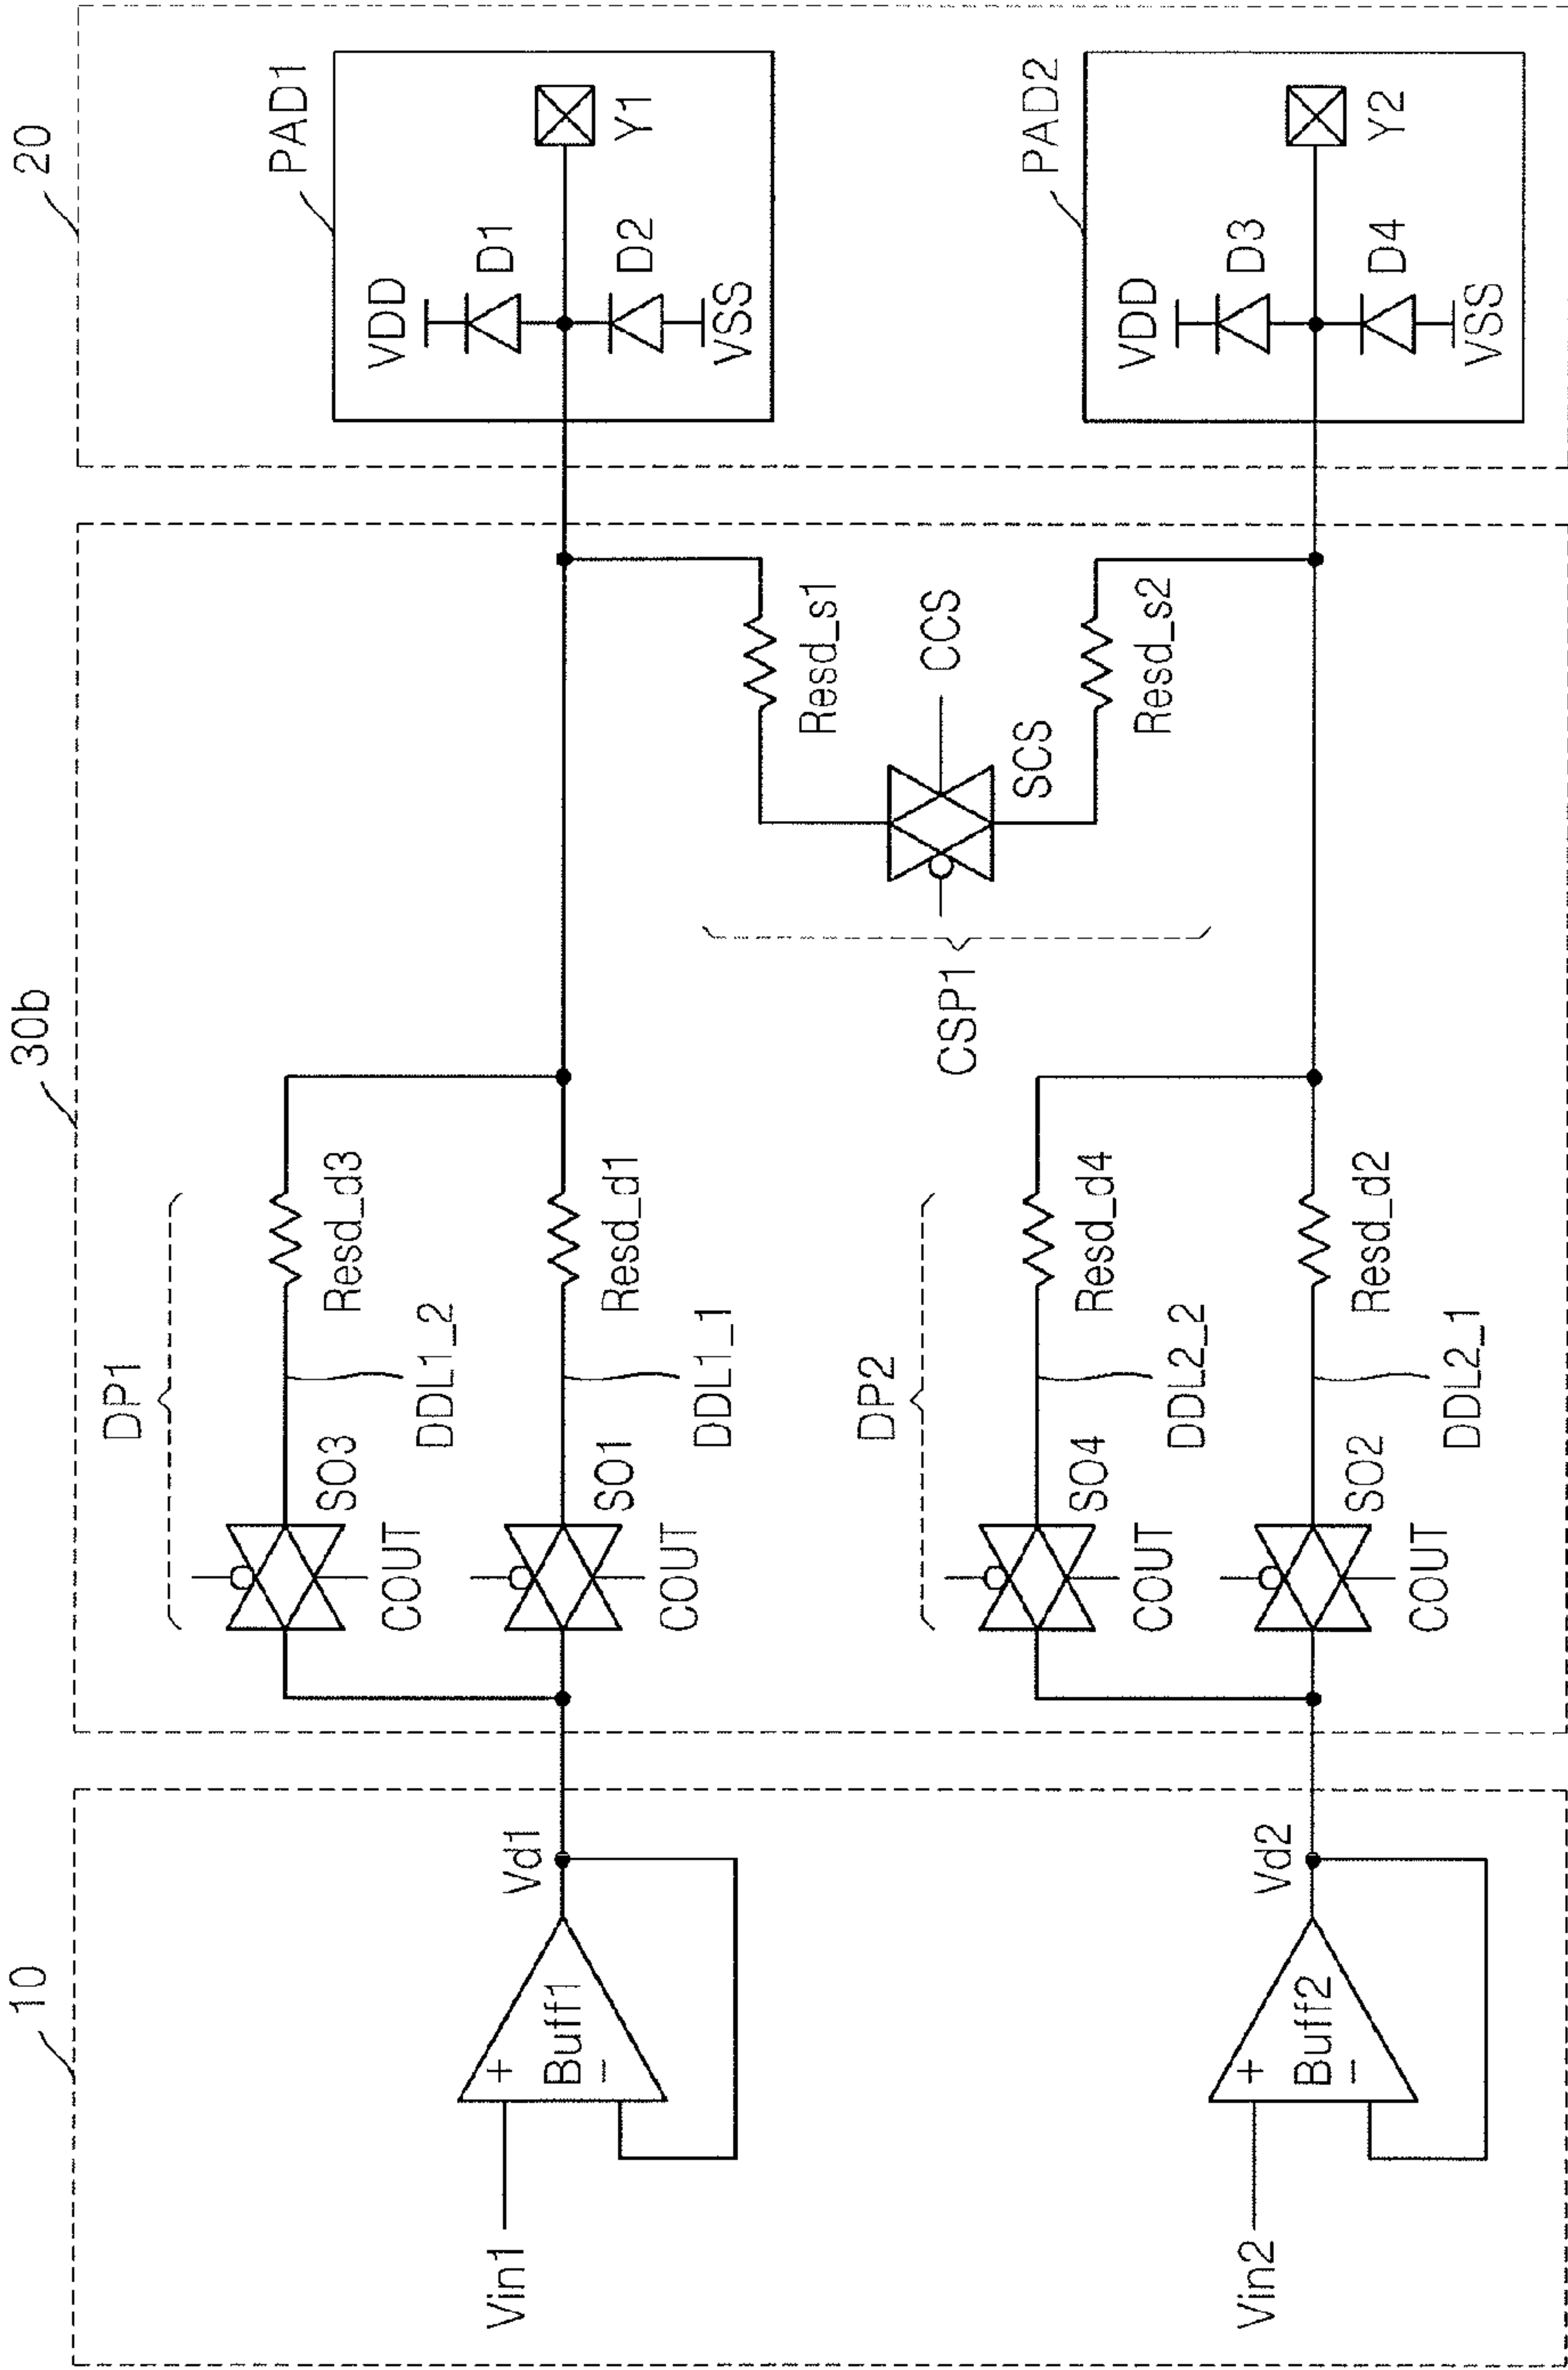 10
30b
20
DP1
PAD1
SO3
Resd_d3
VDD
COUT
DDL1_2
D1
Vd1
SO1
Resd_d1
Y1
Vin1
+
Buff1
-
COUT
DDL1_1
D2
VSS
Resd_s1
CSP1
CCS
SCS
DP2
PAD2
Resd_s2
SO4
Resd_d4
VDD
COUT
DDL2_2
D3
Vd2
SO2
Resd_d2
Y2
Vin2
+
Buff2
-
COUT
DDL2_1
D4
VSS